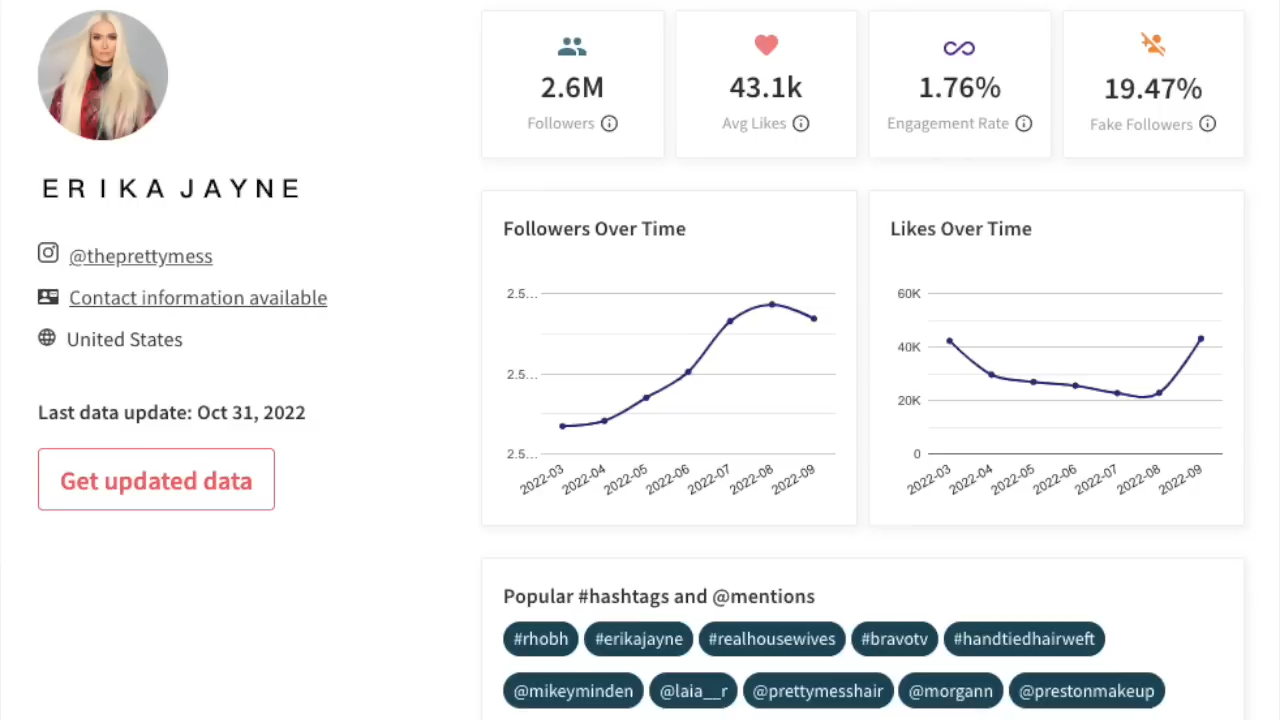 2.6M
Followers
43.1k
Avg Likes
1.76%
Engagement Rate
19.47%
Fake Followers
ERIKA JAYNE
@theprettymess
Contact information available
United States
Last data update: Oct 31, 2022
Get updated data
Followers Over Time
2.5...
2.5...
2.5...
2022-03 2022-04 2022-05 2022-06 2022-07 2022-08 2022-09
Likes Over Time
60K
40K
20K
0
2022-03 2022-04 2022-05 2022-06 2022-07 2022-08 2022-09
Popular #hashtags and @mentions
#rhobh #erikajayne #realhousewives #bravotv #handtiedhairweft
@mikeyminden @laia__r @prettymesshair @morgann @prestonmakeup